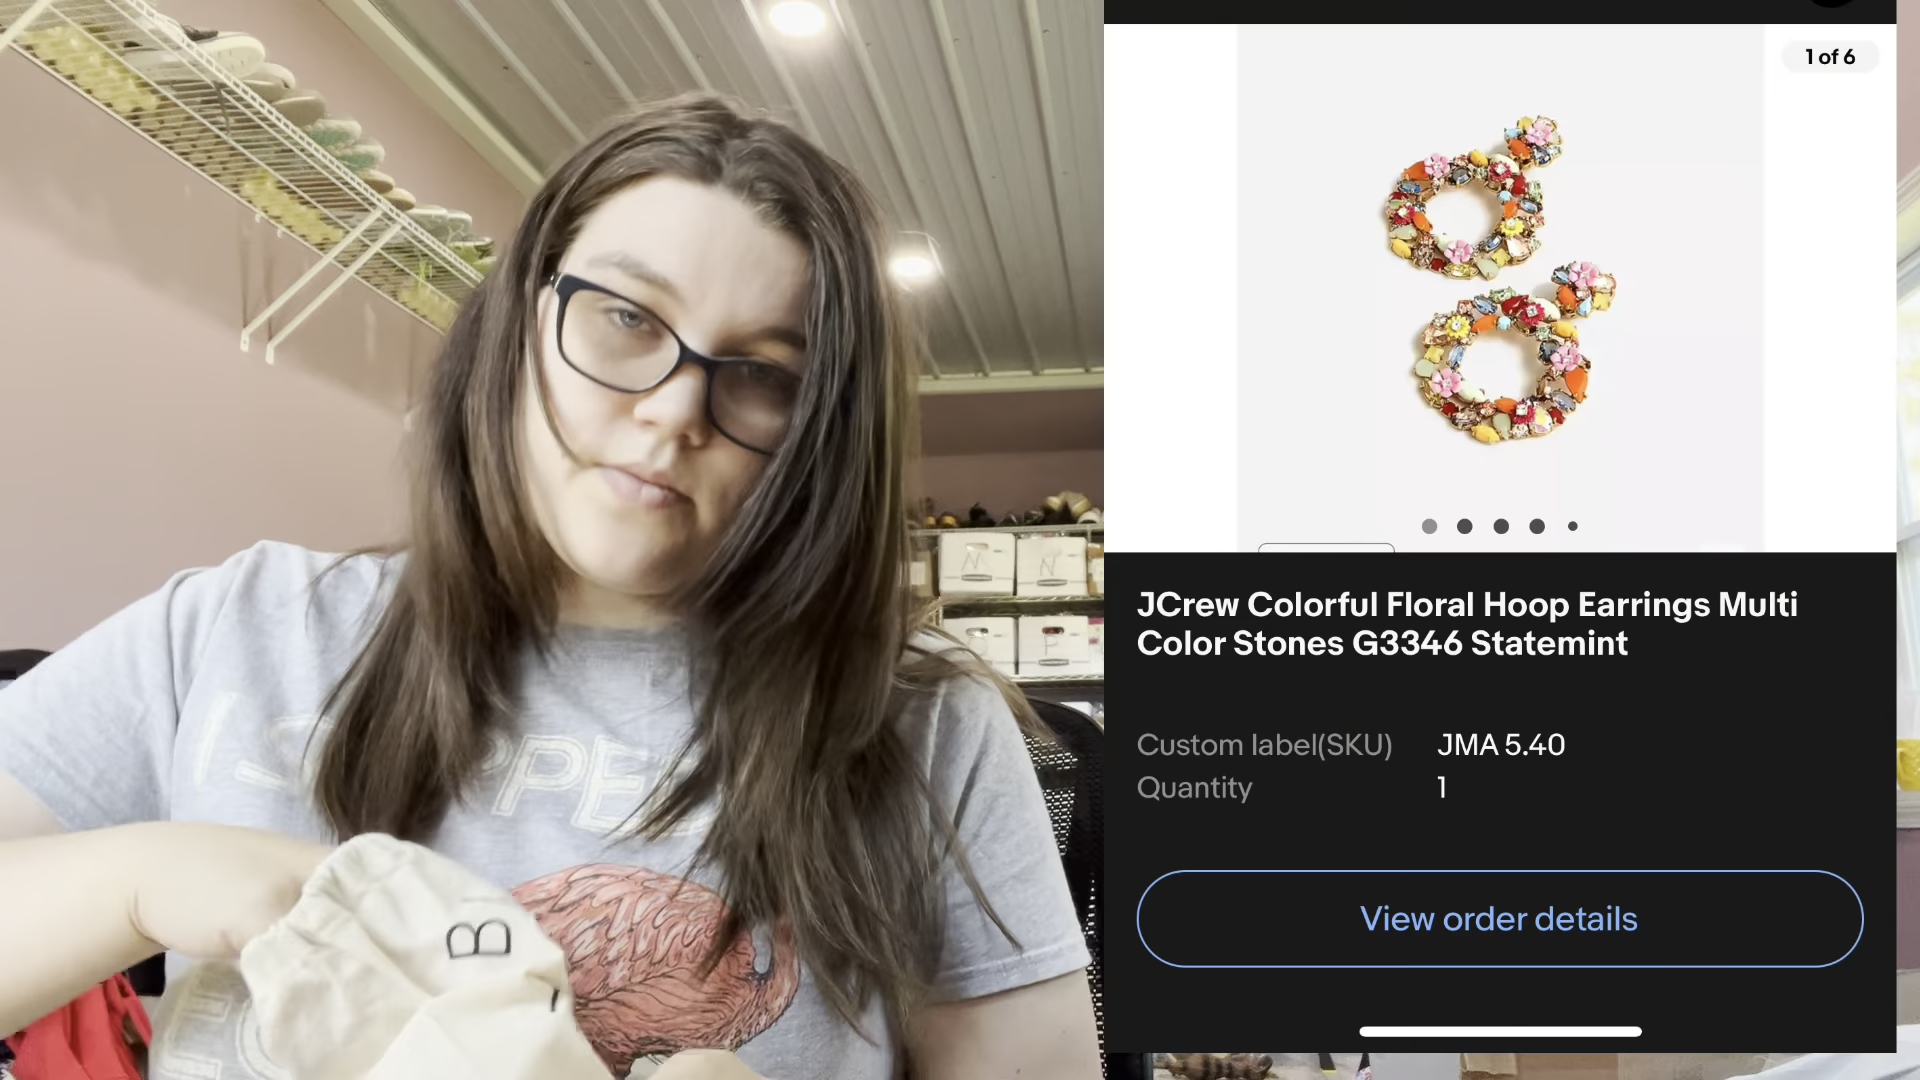 1 of 6
JCrew Colorful Floral Hoop Earrings Multi
Color Stones G3346 Statemint
Custom label(SKU) JMA 5.40
Quantity 1
View order details
B
N
N
P